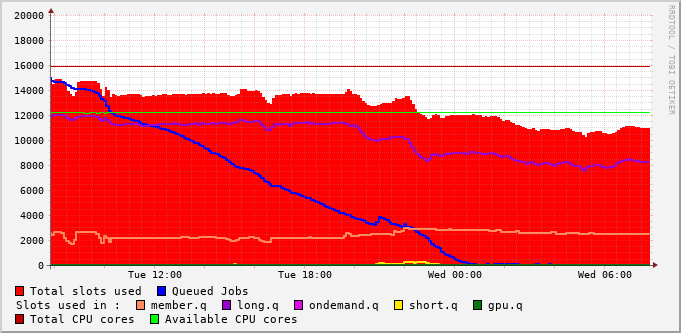 RRDTOOL / TOBI OETIKER
20000
18000
16000
14000
12000
10000
8000
6000
4000
2000
0
Tue 12:00 Tue 18:00 Wed 00:00 Wed 06:00
Total slots used Queued Jobs
Slots used in : member.q long.q ondemand.q short.q gpu.q
Total CPU cores Available CPU cores